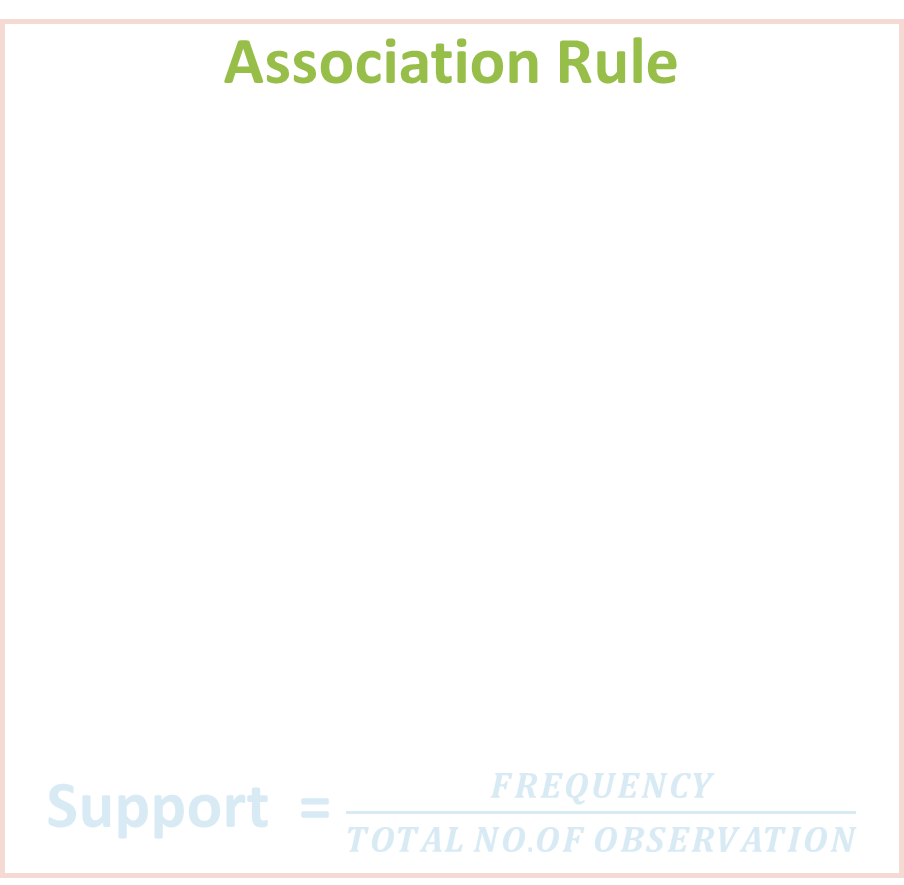 Association Rule
Support = FREQUENCY
TOTAL NO.OF OBSERVATION